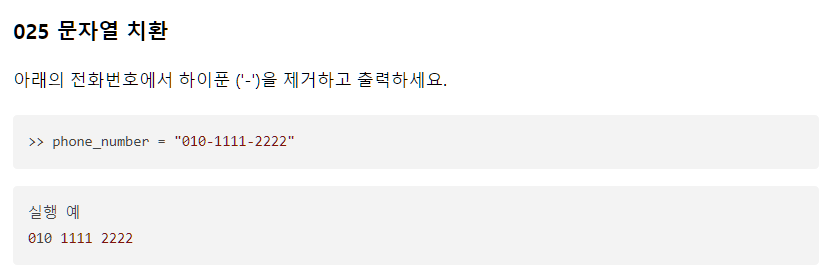 025 문자열 치환
아래의 전화번호에서 하이푼 ('-')을 제거하고 출력하세요.
>> phone_number = "010-1111-2222"
실행 예
010 1111 2222